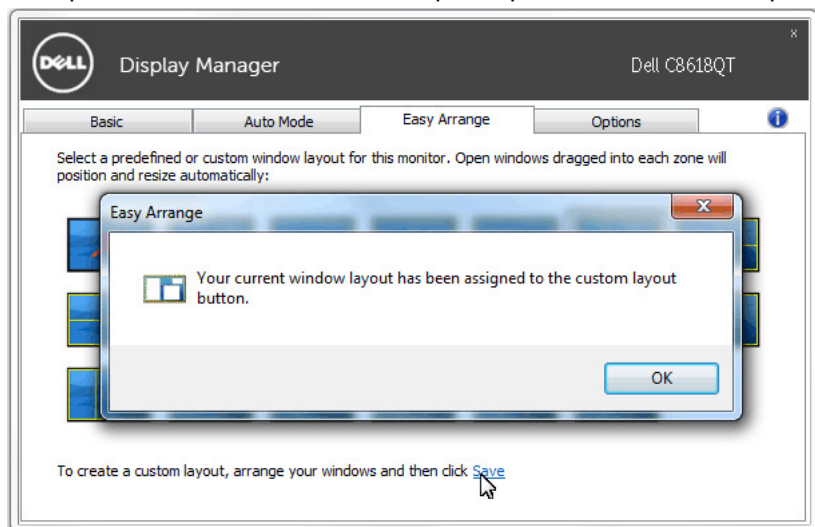 DELL Display Manager Dell C8618QT
x
Basic Auto Mode Easy Arrange Options
Select a predefined or custom window layout for this monitor. Open windows dragged into each zone will
position and resize automatically:
Easy Arrange
Your current window layout has been assigned to the custom layout
button.
OK
To create a custom layout, arrange your windows and then click Save